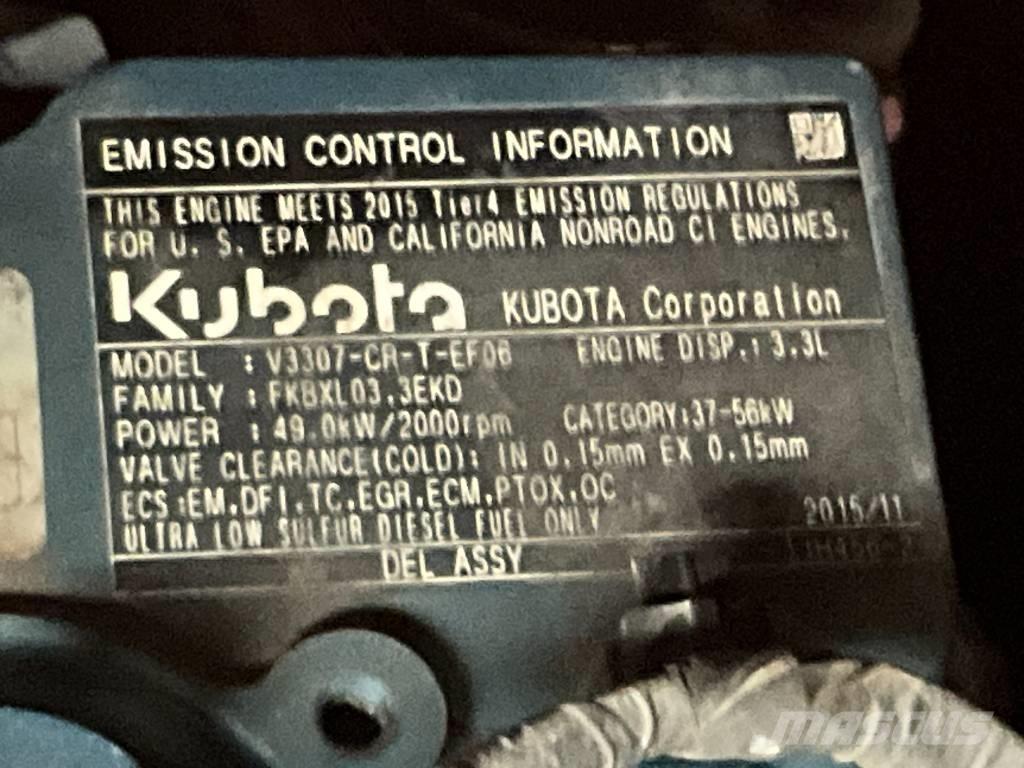 EMISSION CONTROL INFORMATION
THIS ENGINE MEETS 2015 Tier4 EMISSION REGULATIONS
FOR U. S. EPA AND CALIFORNIA NONROAD CI ENGINES.
Kubota KUBOTA Corporation
MODEL : V3307-CR-T-EF06 ENGINE DISP.: 3.3L
FAMILY : FKBXL03.3EKD
POWER : 49.0kW/2000rpm CATEGORY:37-56kW
VALVE CLEARANCE(COLD): IN 0.15mm EX 0.15mm
ECS :EM.DFI.TC.EGR.ECM.PTOX.OC
ULTRA LOW SULFUR DIESEL FUEL ONLY 2015/11
DEL ASSY
MASCUS